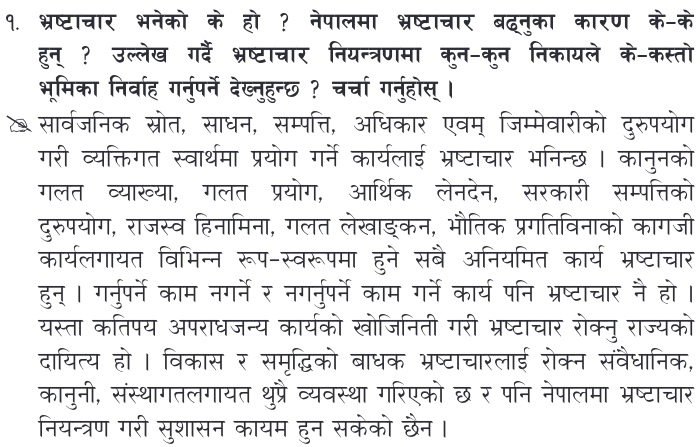 १. भ्रष्टाचार भनेको के हो ? नेपालमा भ्रष्टाचार बढ्नुका कारण के-के
हुन् ? उल्लेख गर्दै भ्रष्टाचार नियन्त्रणमा कुन-कुन निकायले के-कस्तो
भूमिका निर्वाह गर्नुपर्ने देख्नुहुन्छ ? चर्चा गर्नुहोस् ।
सार्वजनिक स्रोत, साधन, सम्पत्ति, अधिकार एवम् जिम्मेवारीको दुरुपयोग
गरी व्यक्तिगत स्वार्थमा प्रयोग गर्ने कार्यलाई भ्रष्टाचार भनिन्छ । कानुनको
गलत व्याख्या, गलत प्रयोग, आर्थिक लेनदेन, सरकारी सम्पत्तिको
दुरुपयोग, राजस्व हिनामिना, गलत लेखाङ्कन, भौतिक प्रगतिविनाको कागजी
कार्यलगायत विभिन्न रूप-स्वरूपमा हुने सबै अनियमित कार्य भ्रष्टाचार
हुन् । गर्नुपर्ने काम नगर्ने र नगर्नुपर्ने काम गर्ने कार्य पनि भ्रष्टाचार नै हो ।
यस्ता कतिपय अपराधजन्य कार्यको खोजिनिती गरी भ्रष्टाचार रोक्नु राज्यको
दायित्य हो । विकास र समृद्धिको बाधक भ्रष्टाचारलाई रोक्न संवैधानिक,
कानुनी, संस्थागतलगायत थुप्रै व्यवस्था गरिएको छ र पनि नेपालमा भ्रष्टाचार
नियन्त्रण गरी सुशासन कायम हुन सकेको छैन ।